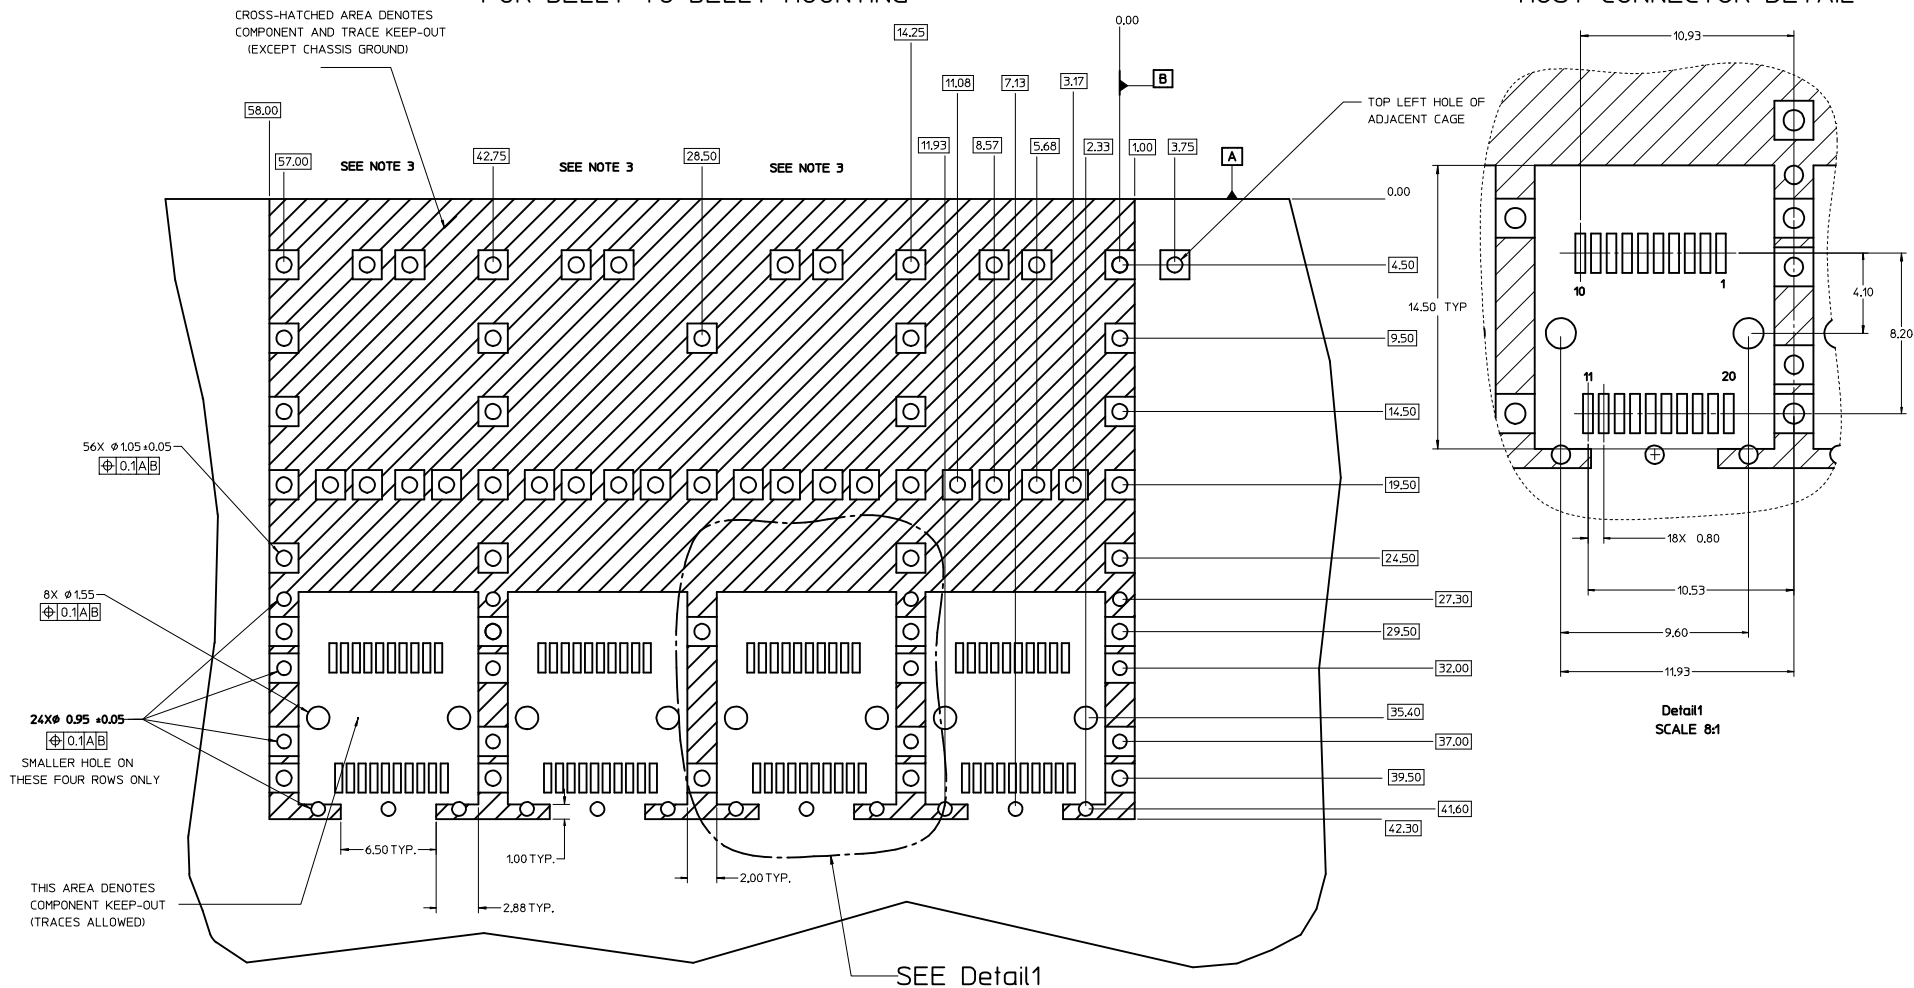 CROSS-HATCHED AREA DENOTES
COMPONENT AND TRACE KEEP-OUT
(EXCEPT CHASSIS GROUND)
58.00
57.00
SEE NOTE 3
42.75
SEE NOTE 3
28.50
SEE NOTE 3
14.25
11.93
11.08
8.57
7.13
5.68
3.17
2.33
0.00
B
1.00
3.75
A
TOP LEFT HOLE OF
ADJACENT CAGE
0.00
4.50
9.50
14.50
19.50
24.50
27.30
29.50
32.00
35.40
37.00
39.50
41.60
42.30
56X Ø1.05±0.05
⌖ 0.1 A B
8X Ø1.55
⌖ 0.1 A B
24XØ 0.95 ±0.05
⌖ 0.1 A B
SMALLER HOLE ON
THESE FOUR ROWS ONLY
THIS AREA DENOTES
COMPONENT KEEP-OUT
(TRACES ALLOWED)
6.50 TYP.
2.88 TYP.
1.00 TYP.
2.00 TYP.
SEE Detail1
10.93
14.50 TYP
10
1
11
20
4.10
8.20
18X 0.80
10.53
9.60
11.93
Detail1
SCALE 8:1